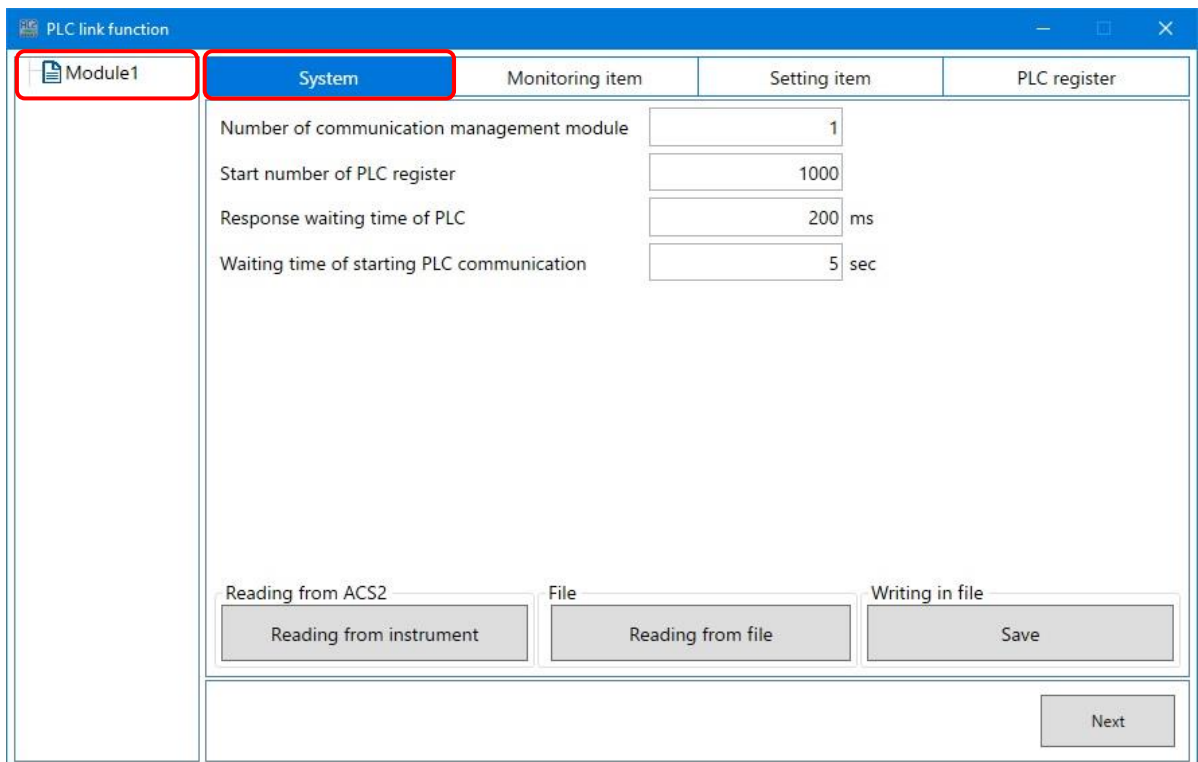 PLC link function
Module1
System Monitoring item Setting item PLC register
Number of communication management module 1
Start number of PLC register 1000
Response waiting time of PLC 200 ms
Waiting time of starting PLC communication 5 sec
Reading from ACS2 File Writing in file
Reading from instrument Reading from file Save
Next